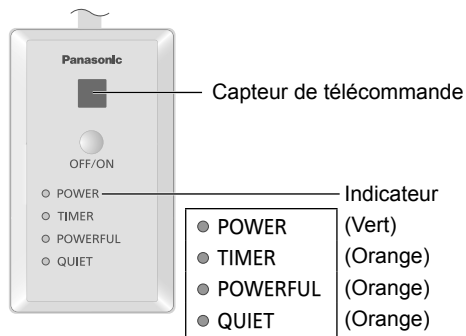 Panasonic
Capteur de télécommande
OFF/ON
POWER
Indicateur
TIMER
POWERFUL
QUIET
POWER (Vert)
TIMER (Orange)
POWERFUL (Orange)
QUIET (Orange)